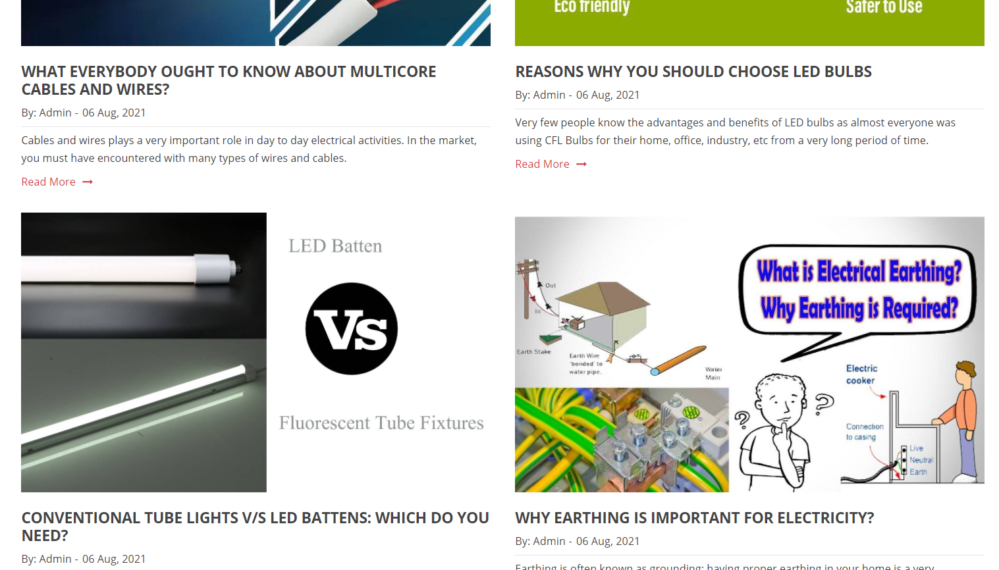 Eco friendly
Safer to Use
WHAT EVERYBODY OUGHT TO KNOW ABOUT MULTICORE
CABLES AND WIRES?
By: Admin - 06 Aug, 2021
Cables and wires plays a very important role in day to day electrical activities. In the market,
you must have encountered with many types of wires and cables.
Read More
REASONS WHY YOU SHOULD CHOOSE LED BULBS
By: Admin - 06 Aug, 2021
Very few people know the advantages and benefits of LED bulbs as almost everyone was
using CFL Bulbs for their home, office, industry, etc from a very long period of time.
Read More
LED Batten
Vs
Fluorescent Tube Fixtures
CONVENTIONAL TUBE LIGHTS V/S LED BATTENS: WHICH DO YOU
NEED?
By: Admin - 06 Aug, 2021
What is Electrical Earthing?
Why Earthing is Required?
Out
In
Earth Stake
Earth Wire
'bonded' to
water pipe.
Water
Main
Electric
cooker
Connection
to casing
Live
Neutral
Earth
WHY EARTHING IS IMPORTANT FOR ELECTRICITY?
By: Admin - 06 Aug, 2021
Earthing is often known as grounding; having proper earthing in your home is a very